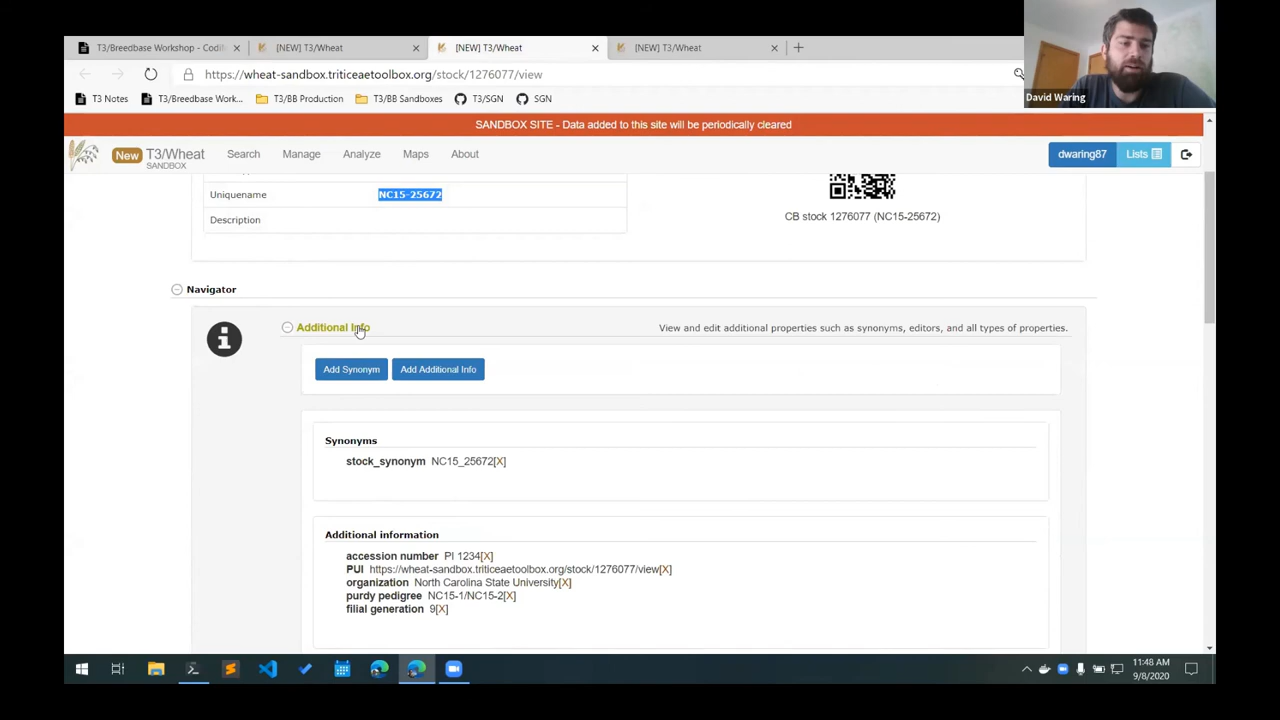 T3/Breedbase Workshop - Codi
[NEW] T3/Wheat
[NEW] T3/Wheat
[NEW] T3/Wheat
https://wheat-sandbox.triticeaetoolbox.org/stock/1276077/view
David Waring
T3 Notes
T3/Breedbase Work...
T3/BB Production
T3/BB Sandboxes
T3/SGN
SGN
SANDBOX SITE - Data added to this site will be periodically cleared
New T3/Wheat
SANDBOX
Search
Manage
Analyze
Maps
About
dwaring87
Lists
Uniquename NC15-25672
Description
CB stock 1276077 (NC15-25672)
Navigator
Additional Info
View and edit additional properties such as synonyms, editors, and all types of properties.
Add Synonym
Add Additional Info
Synonyms
stock_synonym NC15_25672[X]
Additional information
accession number PI 1234[X]
PUI https://wheat-sandbox.triticeaetoolbox.org/stock/1276077/view[X]
organization North Carolina State University[X]
purdy pedigree NC15-1/NC15-2[X]
filial generation 9[X]
11:48 AM
9/8/2020